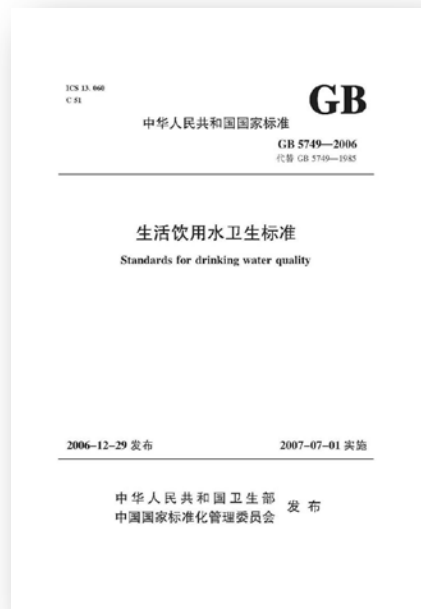 ICS 13.060
C 51
GB
中华人民共和国国家标准
GB 5749—2006
代替 GB 5749—1985
生活饮用水卫生标准
Standards for drinking water quality
2006-12-29 发布
2007-07-01 实施
中华人民共和国卫生部
中国国家标准化管理委员会
发布